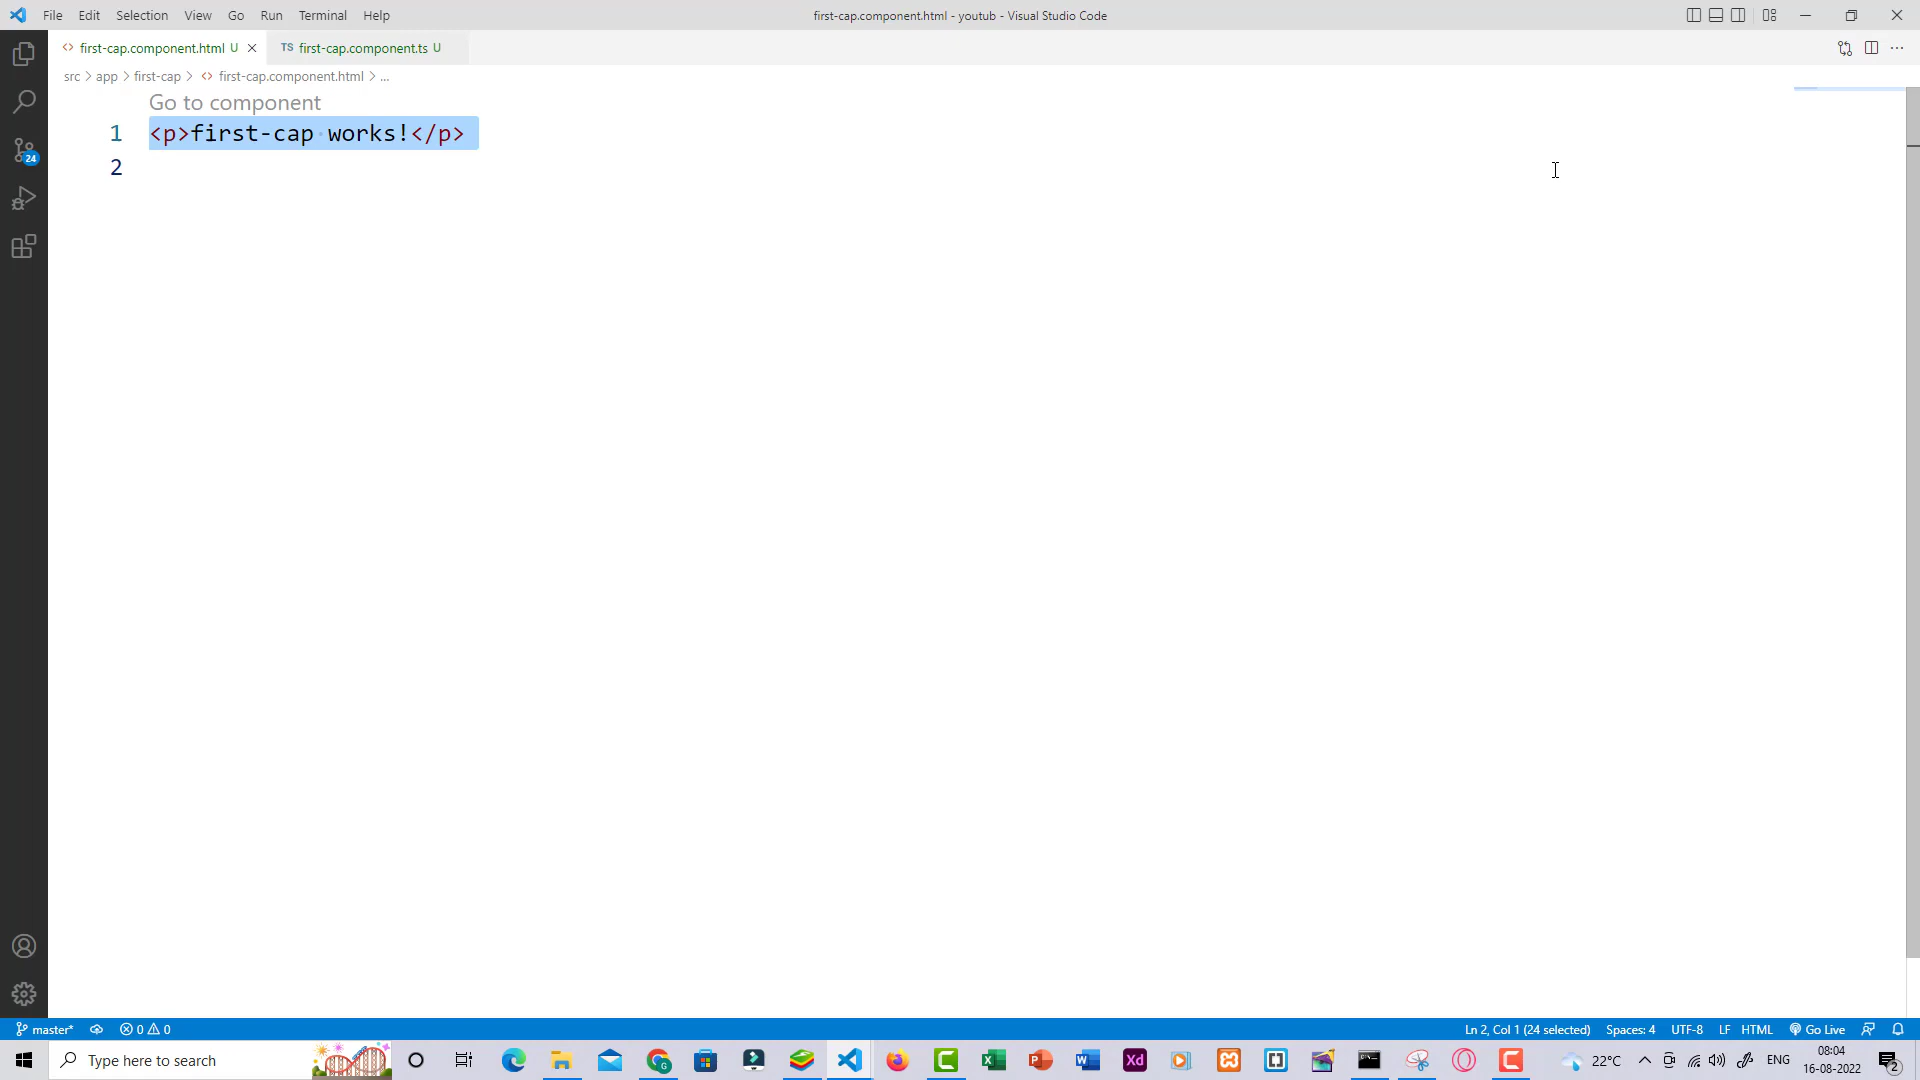 File Edit Selection View Go Run Terminal Help
first-cap.component.html - youtub - Visual Studio Code
first-cap.component.html U
TS first-cap.component.ts U
src > app > first-cap > first-cap.component.html > ...
Go to component
1 <p>first-cap works!</p>
2
24
master* 0 0
Ln 2, Col 1 (24 selected) Spaces: 4 UTF-8 LF HTML Go Live
Type here to search
Xd
22°C
ENG
08:04
16-08-2022
2